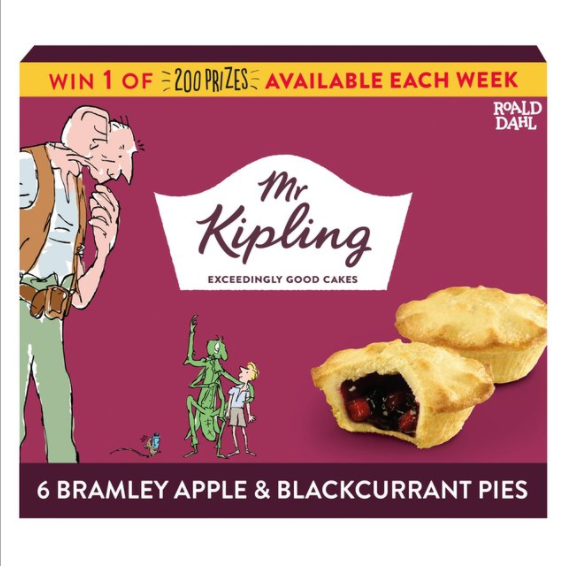 WIN 1 OF 200 PRIZES AVAILABLE EACH WEEK
ROALD
DAHL
Mr
Kipling
EXCEEDINGLY GOOD CAKES
6 BRAMLEY APPLE & BLACKCURRANT PIES